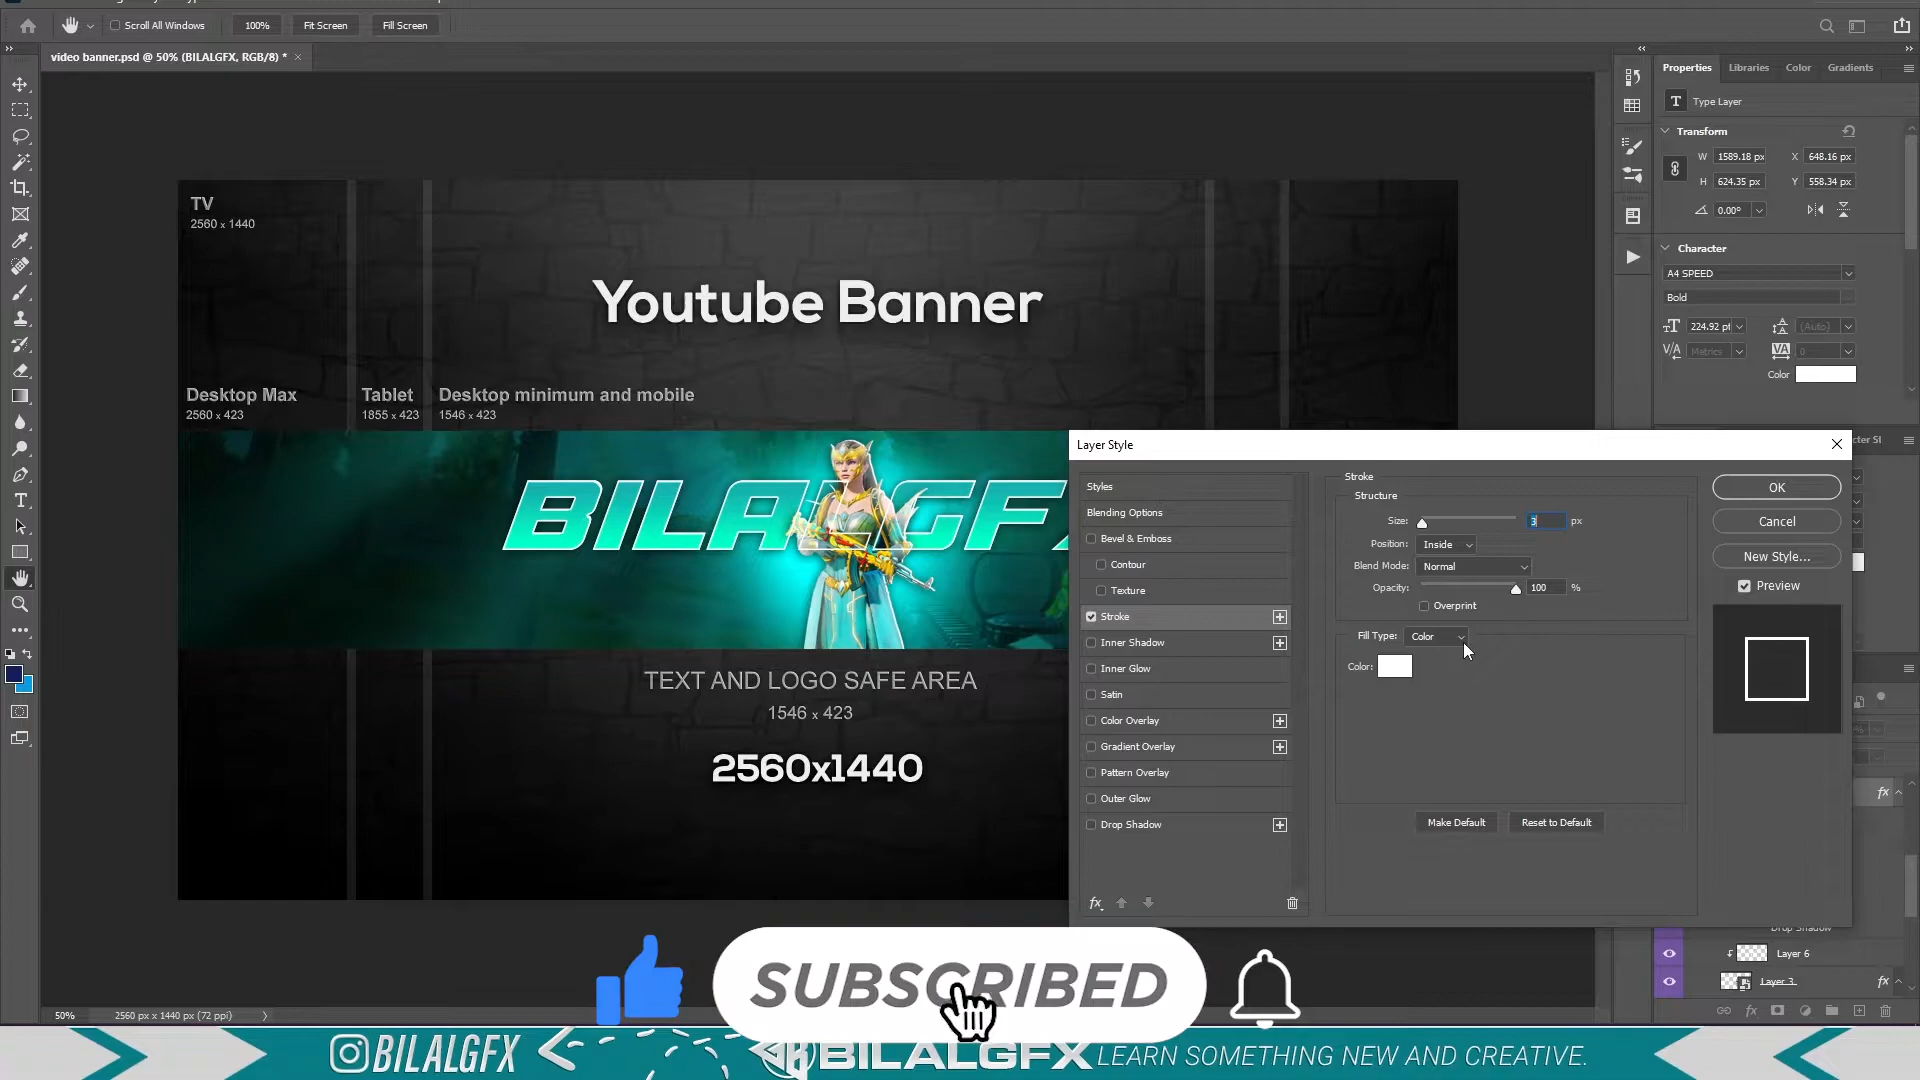 Scroll All Windows 100% Fit Screen Fill Screen
video banner.psd @ 50% (BILALGFX, RGB/8) * ×
Properties Libraries Color Gradients
T Type Layer
Transform
W 1589.18 px X 648.16 px
H 624.35 px Y 558.34 px
0.00°
Character
A4 SPEED
Bold
224.92 pt (Auto)
Metrics 0
Color
TV
2560 x 1440
Youtube Banner
Desktop Max Tablet Desktop minimum and mobile
2560 x 423 1855 x 423 1546 x 423
BILALGFX
TEXT AND LOGO SAFE AREA
1546 x 423
2560x1440
Layer Style
Styles
Blending Options
Bevel & Emboss
Contour
Texture
Stroke
Inner Shadow
Inner Glow
Satin
Color Overlay
Gradient Overlay
Pattern Overlay
Outer Glow
Drop Shadow
fx
Stroke
Structure
Size: 3 px
Position: Inside
Blend Mode: Normal
Opacity: 100 %
Overprint
Fill Type: Color
Color:
Make Default Reset to Default
OK
Cancel
New Style...
Preview
fx
Drop Shadow
Layer 6
Layer 3 fx
50% 2560 px x 1440 px (72 ppi)
SUBSCRIBED
BILALGFX BILALGFX LEARN SOMETHING NEW AND CREATIVE.